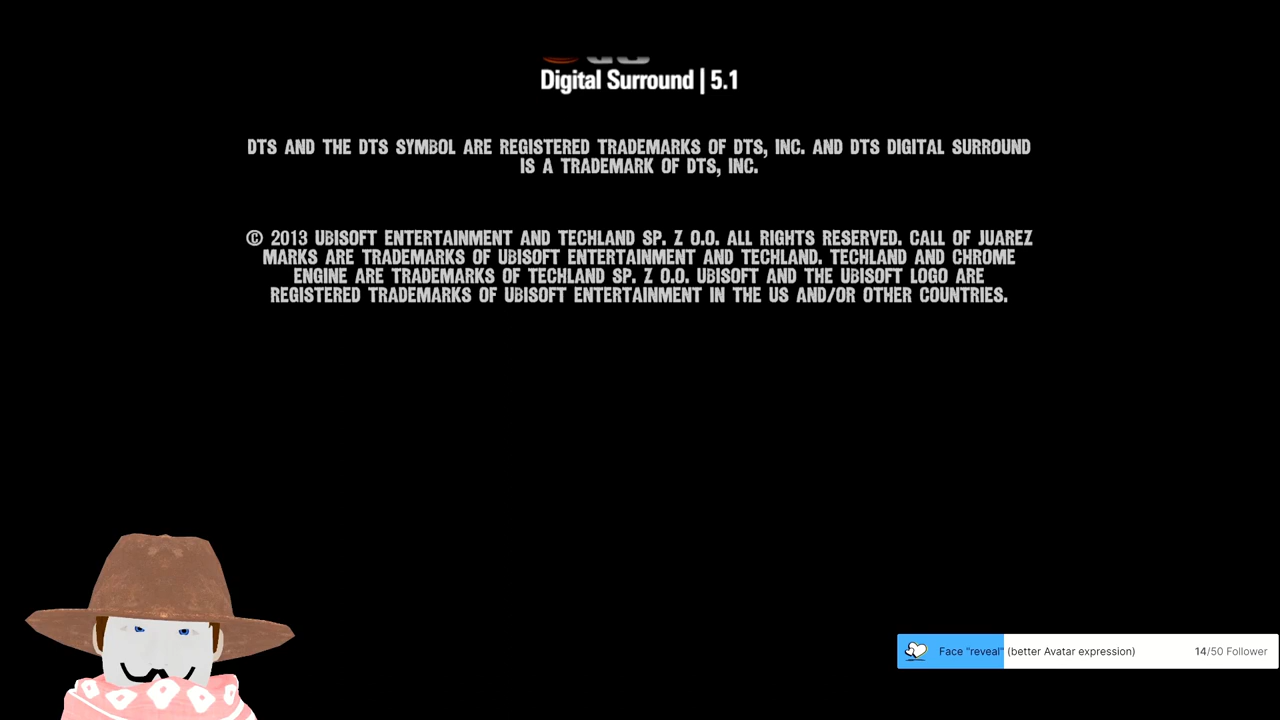 Digital Surround | 5.1
DTS AND THE DTS SYMBOL ARE REGISTERED TRADEMARKS OF DTS, INC. AND DTS DIGITAL SURROUND
IS A TRADEMARK OF DTS, INC.
© 2013 UBISOFT ENTERTAINMENT AND TECHLAND SP. Z O.O. ALL RIGHTS RESERVED. CALL OF JUAREZ
MARKS ARE TRADEMARKS OF UBISOFT ENTERTAINMENT AND TECHLAND. TECHLAND AND CHROME
ENGINE ARE TRADEMARKS OF TECHLAND SP. Z O.O. UBISOFT AND THE UBISOFT LOGO ARE
REGISTERED TRADEMARKS OF UBISOFT ENTERTAINMENT IN THE US AND/OR OTHER COUNTRIES.
Face "reveal" (better Avatar expression) 14/50 Follower